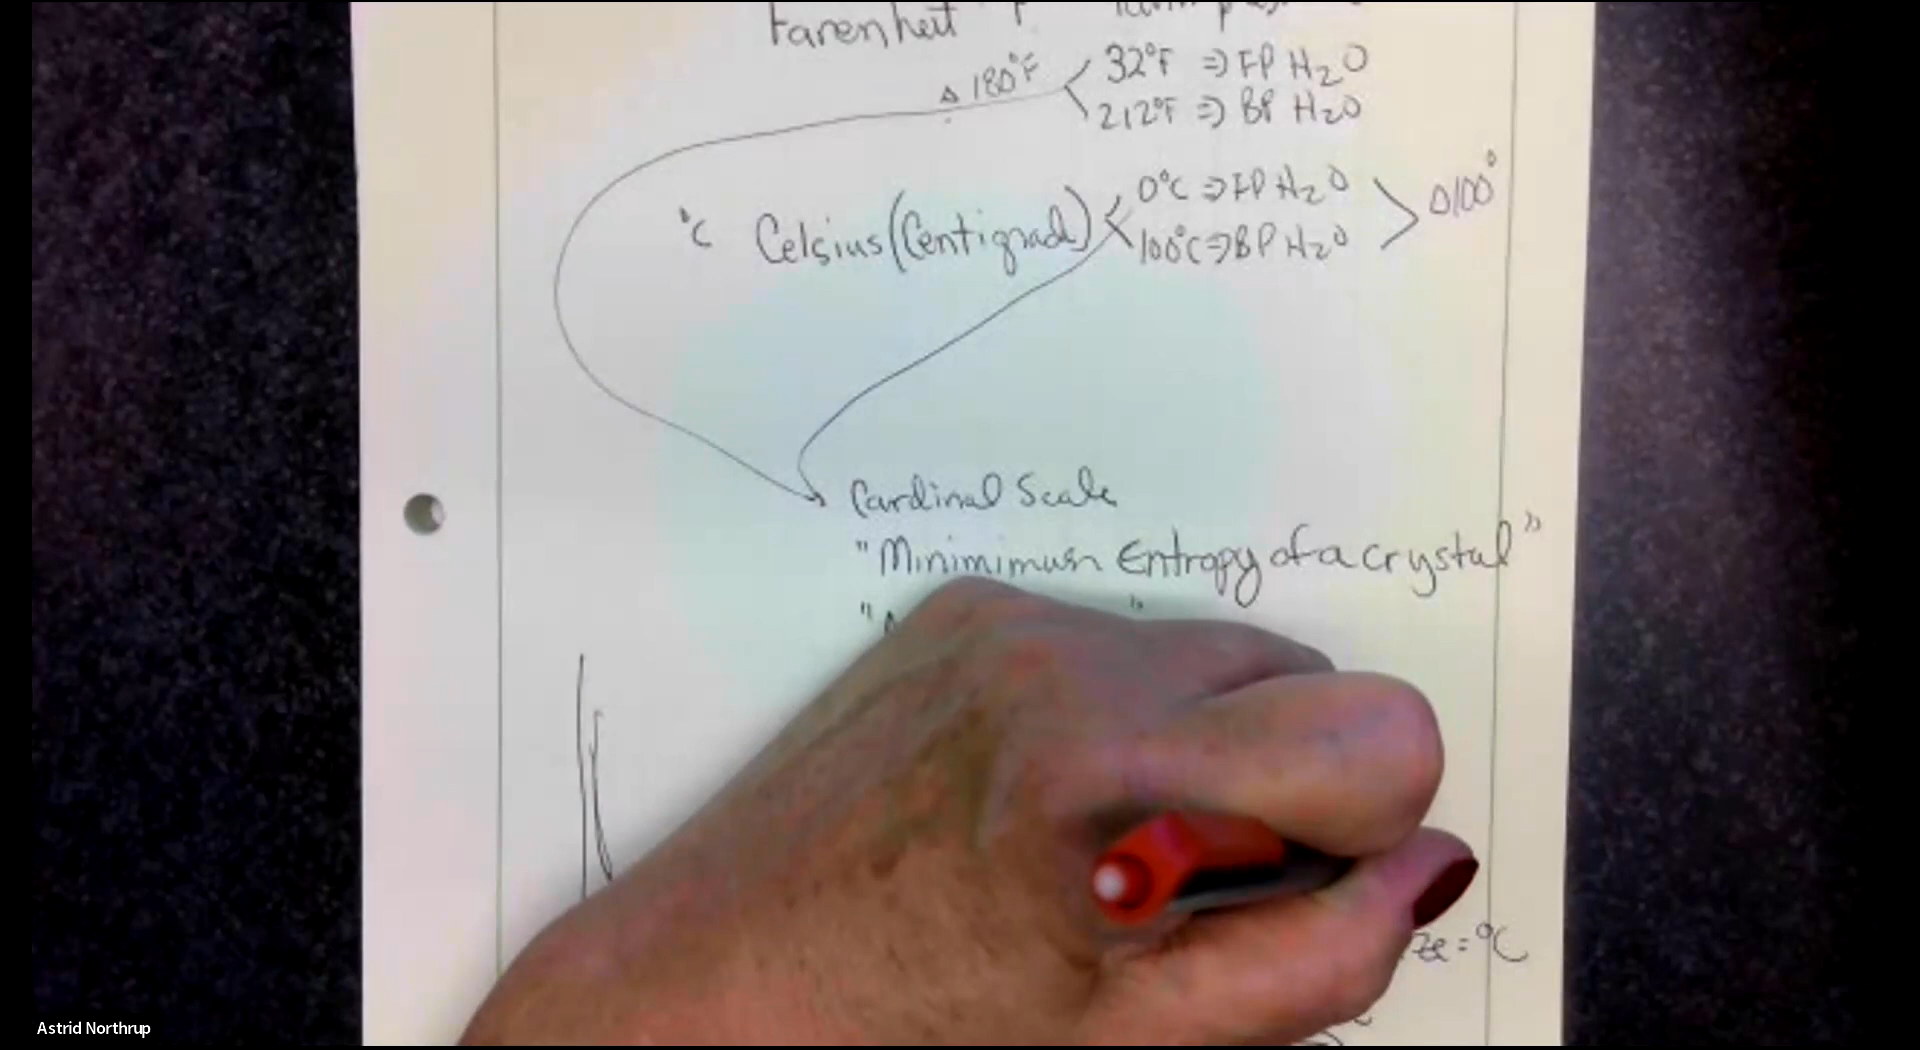 Farenheit °F
Δ 180°F
32°F ⇒ FP H₂O
212°F ⇒ BP H₂O
°C Celsius (Centigrade)
0°C ⇒ FP H₂O
100°C ⇒ BP H₂O
Δ100°
Cardinal Scale
"Minimimum Entropy of a crystal"
= °C
Astrid Northrup